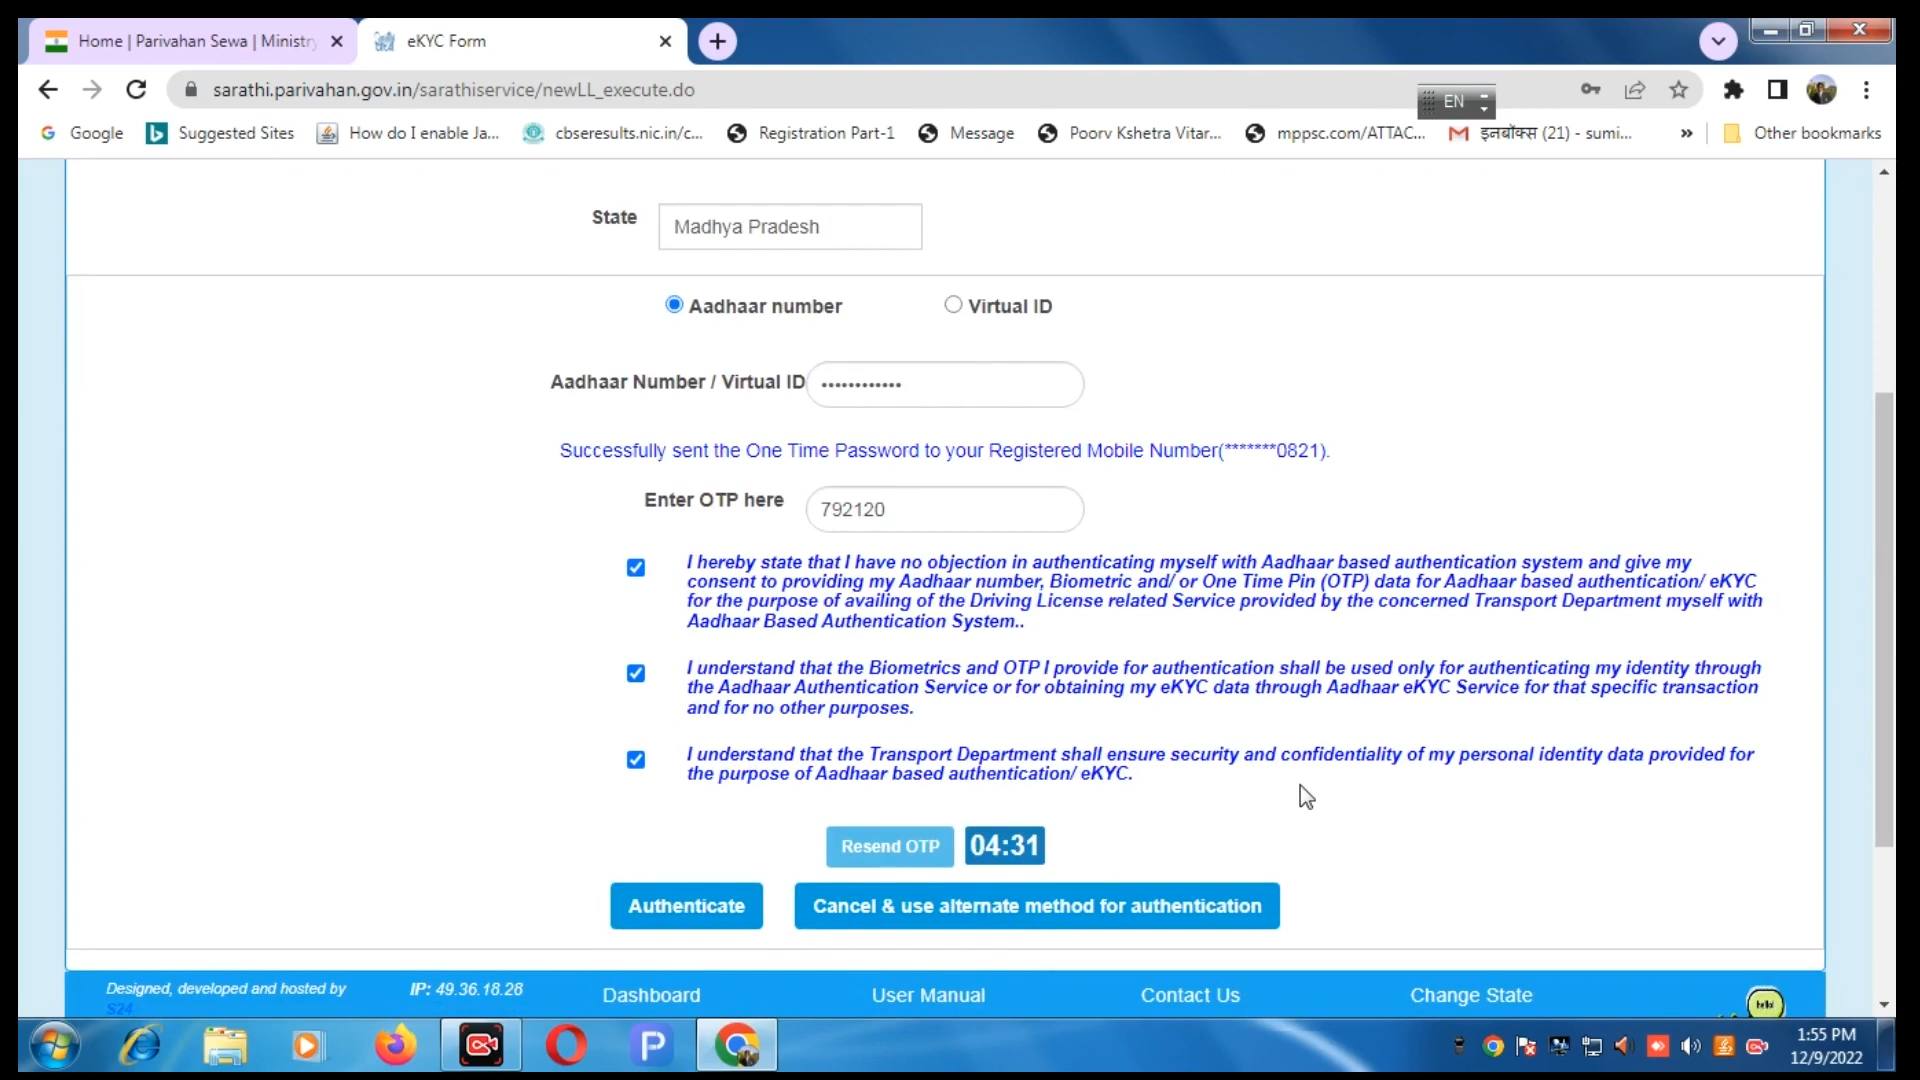 Home | Parivahan Sewa | Ministry
eKYC Form
sarathi.parivahan.gov.in/sarathiservice/newLL_execute.do
EN
Google
Suggested Sites
How do I enable Ja...
cbseresults.nic.in/c...
Registration Part-1
Message
Poorv Kshetra Vitar...
mppsc.com/ATTAC...
इनबॉक्स (21) - sumi...
»
Other bookmarks
State
Madhya Pradesh
Aadhaar number
Virtual ID
Aadhaar Number / Virtual ID
••••••••••••
Successfully sent the One Time Password to your Registered Mobile Number(*******0821).
Enter OTP here
792120
I hereby state that I have no objection in authenticating myself with Aadhaar based authentication system and give my
consent to providing my Aadhaar number, Biometric and/ or One Time Pin (OTP) data for Aadhaar based authentication/ eKYC
for the purpose of availing of the Driving License related Service provided by the concerned Transport Department myself with
Aadhaar Based Authentication System..
I understand that the Biometrics and OTP I provide for authentication shall be used only for authenticating my identity through
the Aadhaar Authentication Service or for obtaining my eKYC data through Aadhaar eKYC Service for that specific transaction
and for no other purposes.
I understand that the Transport Department shall ensure security and confidentiality of my personal identity data provided for
the purpose of Aadhaar based authentication/ eKYC.
Resend OTP
04:31
Authenticate
Cancel & use alternate method for authentication
Designed, developed and hosted by
S24
IP: 49.36.18.28
Dashboard
User Manual
Contact Us
Change State
hello!
1:55 PM
12/9/2022